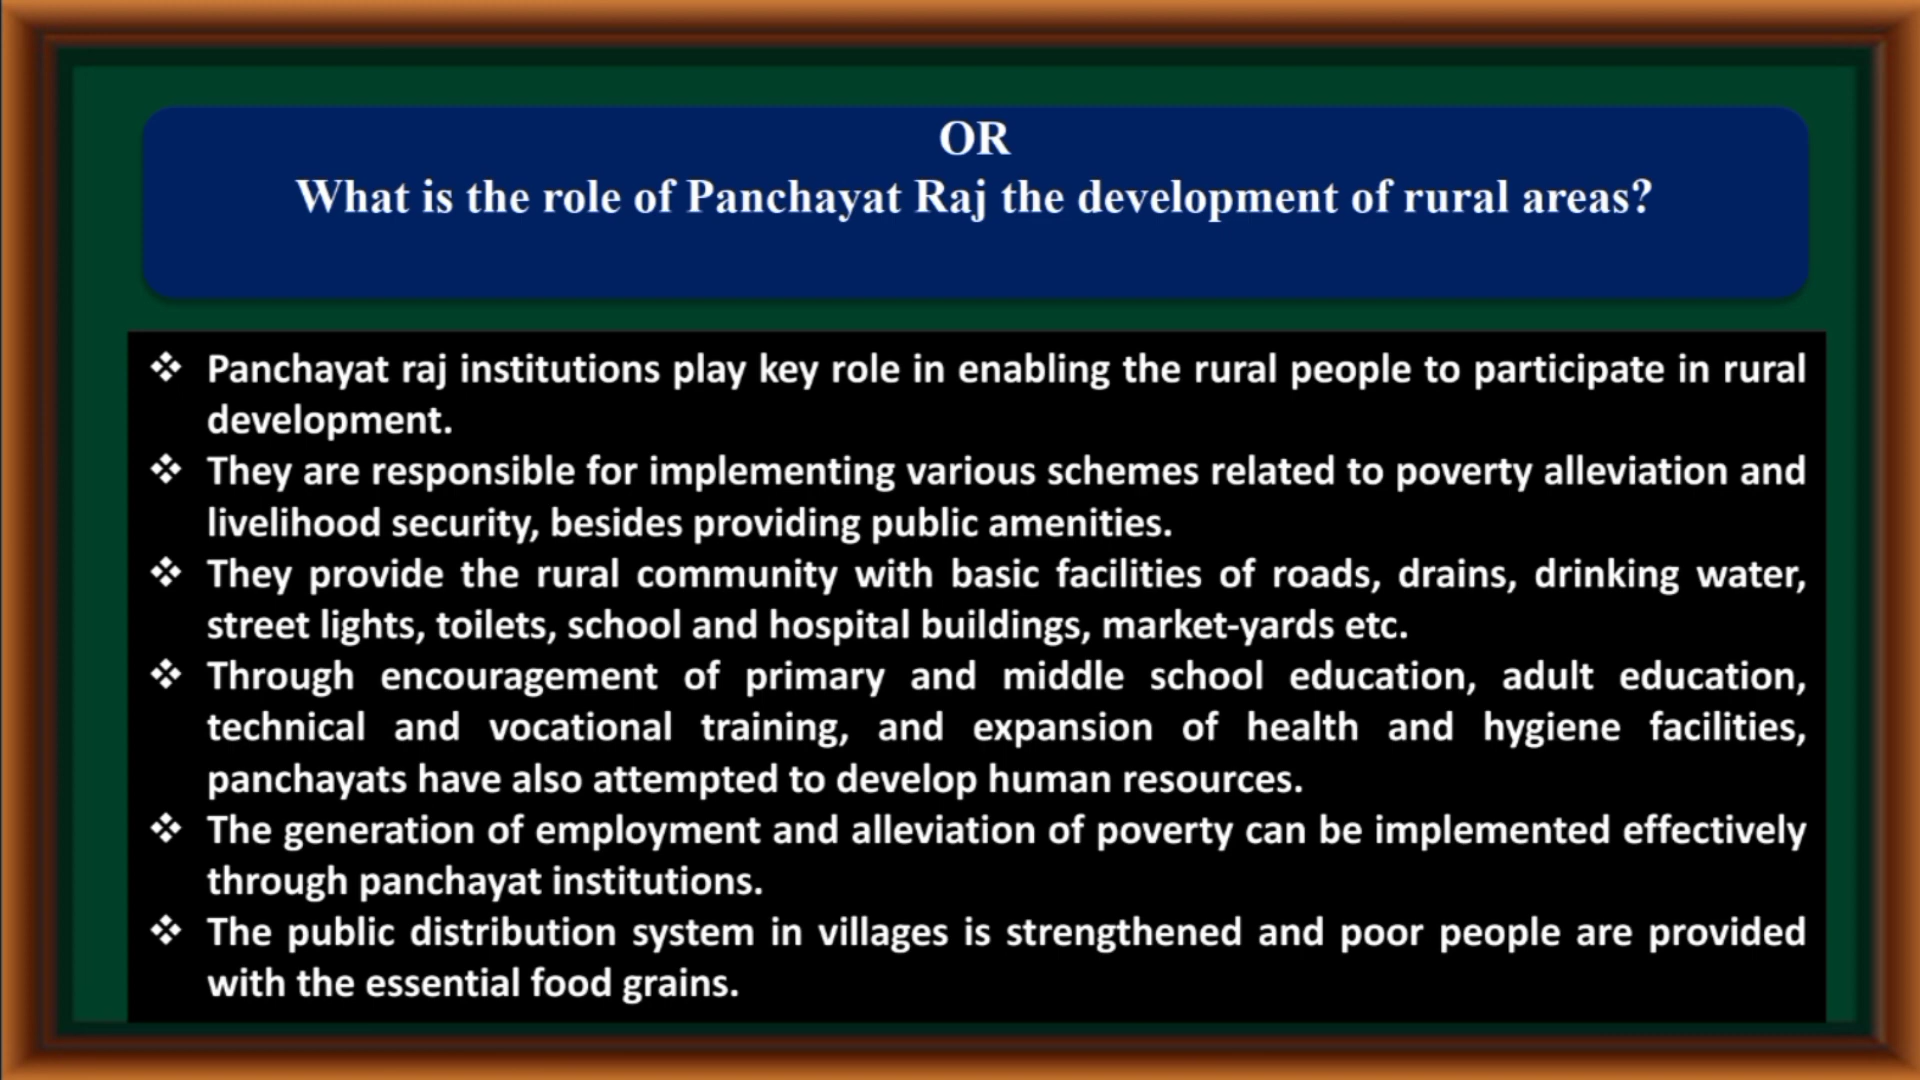 OR
What is the role of Panchayat Raj the development of rural areas?
❖ Panchayat raj institutions play key role in enabling the rural people to participate in rural
development.
❖ They are responsible for implementing various schemes related to poverty alleviation and
livelihood security, besides providing public amenities.
❖ They provide the rural community with basic facilities of roads, drains, drinking water,
street lights, toilets, school and hospital buildings, market-yards etc.
❖ Through encouragement of primary and middle school education, adult education,
technical and vocational training, and expansion of health and hygiene facilities,
panchayats have also attempted to develop human resources.
❖ The generation of employment and alleviation of poverty can be implemented effectively
through panchayat institutions.
❖ The public distribution system in villages is strengthened and poor people are provided
with the essential food grains.